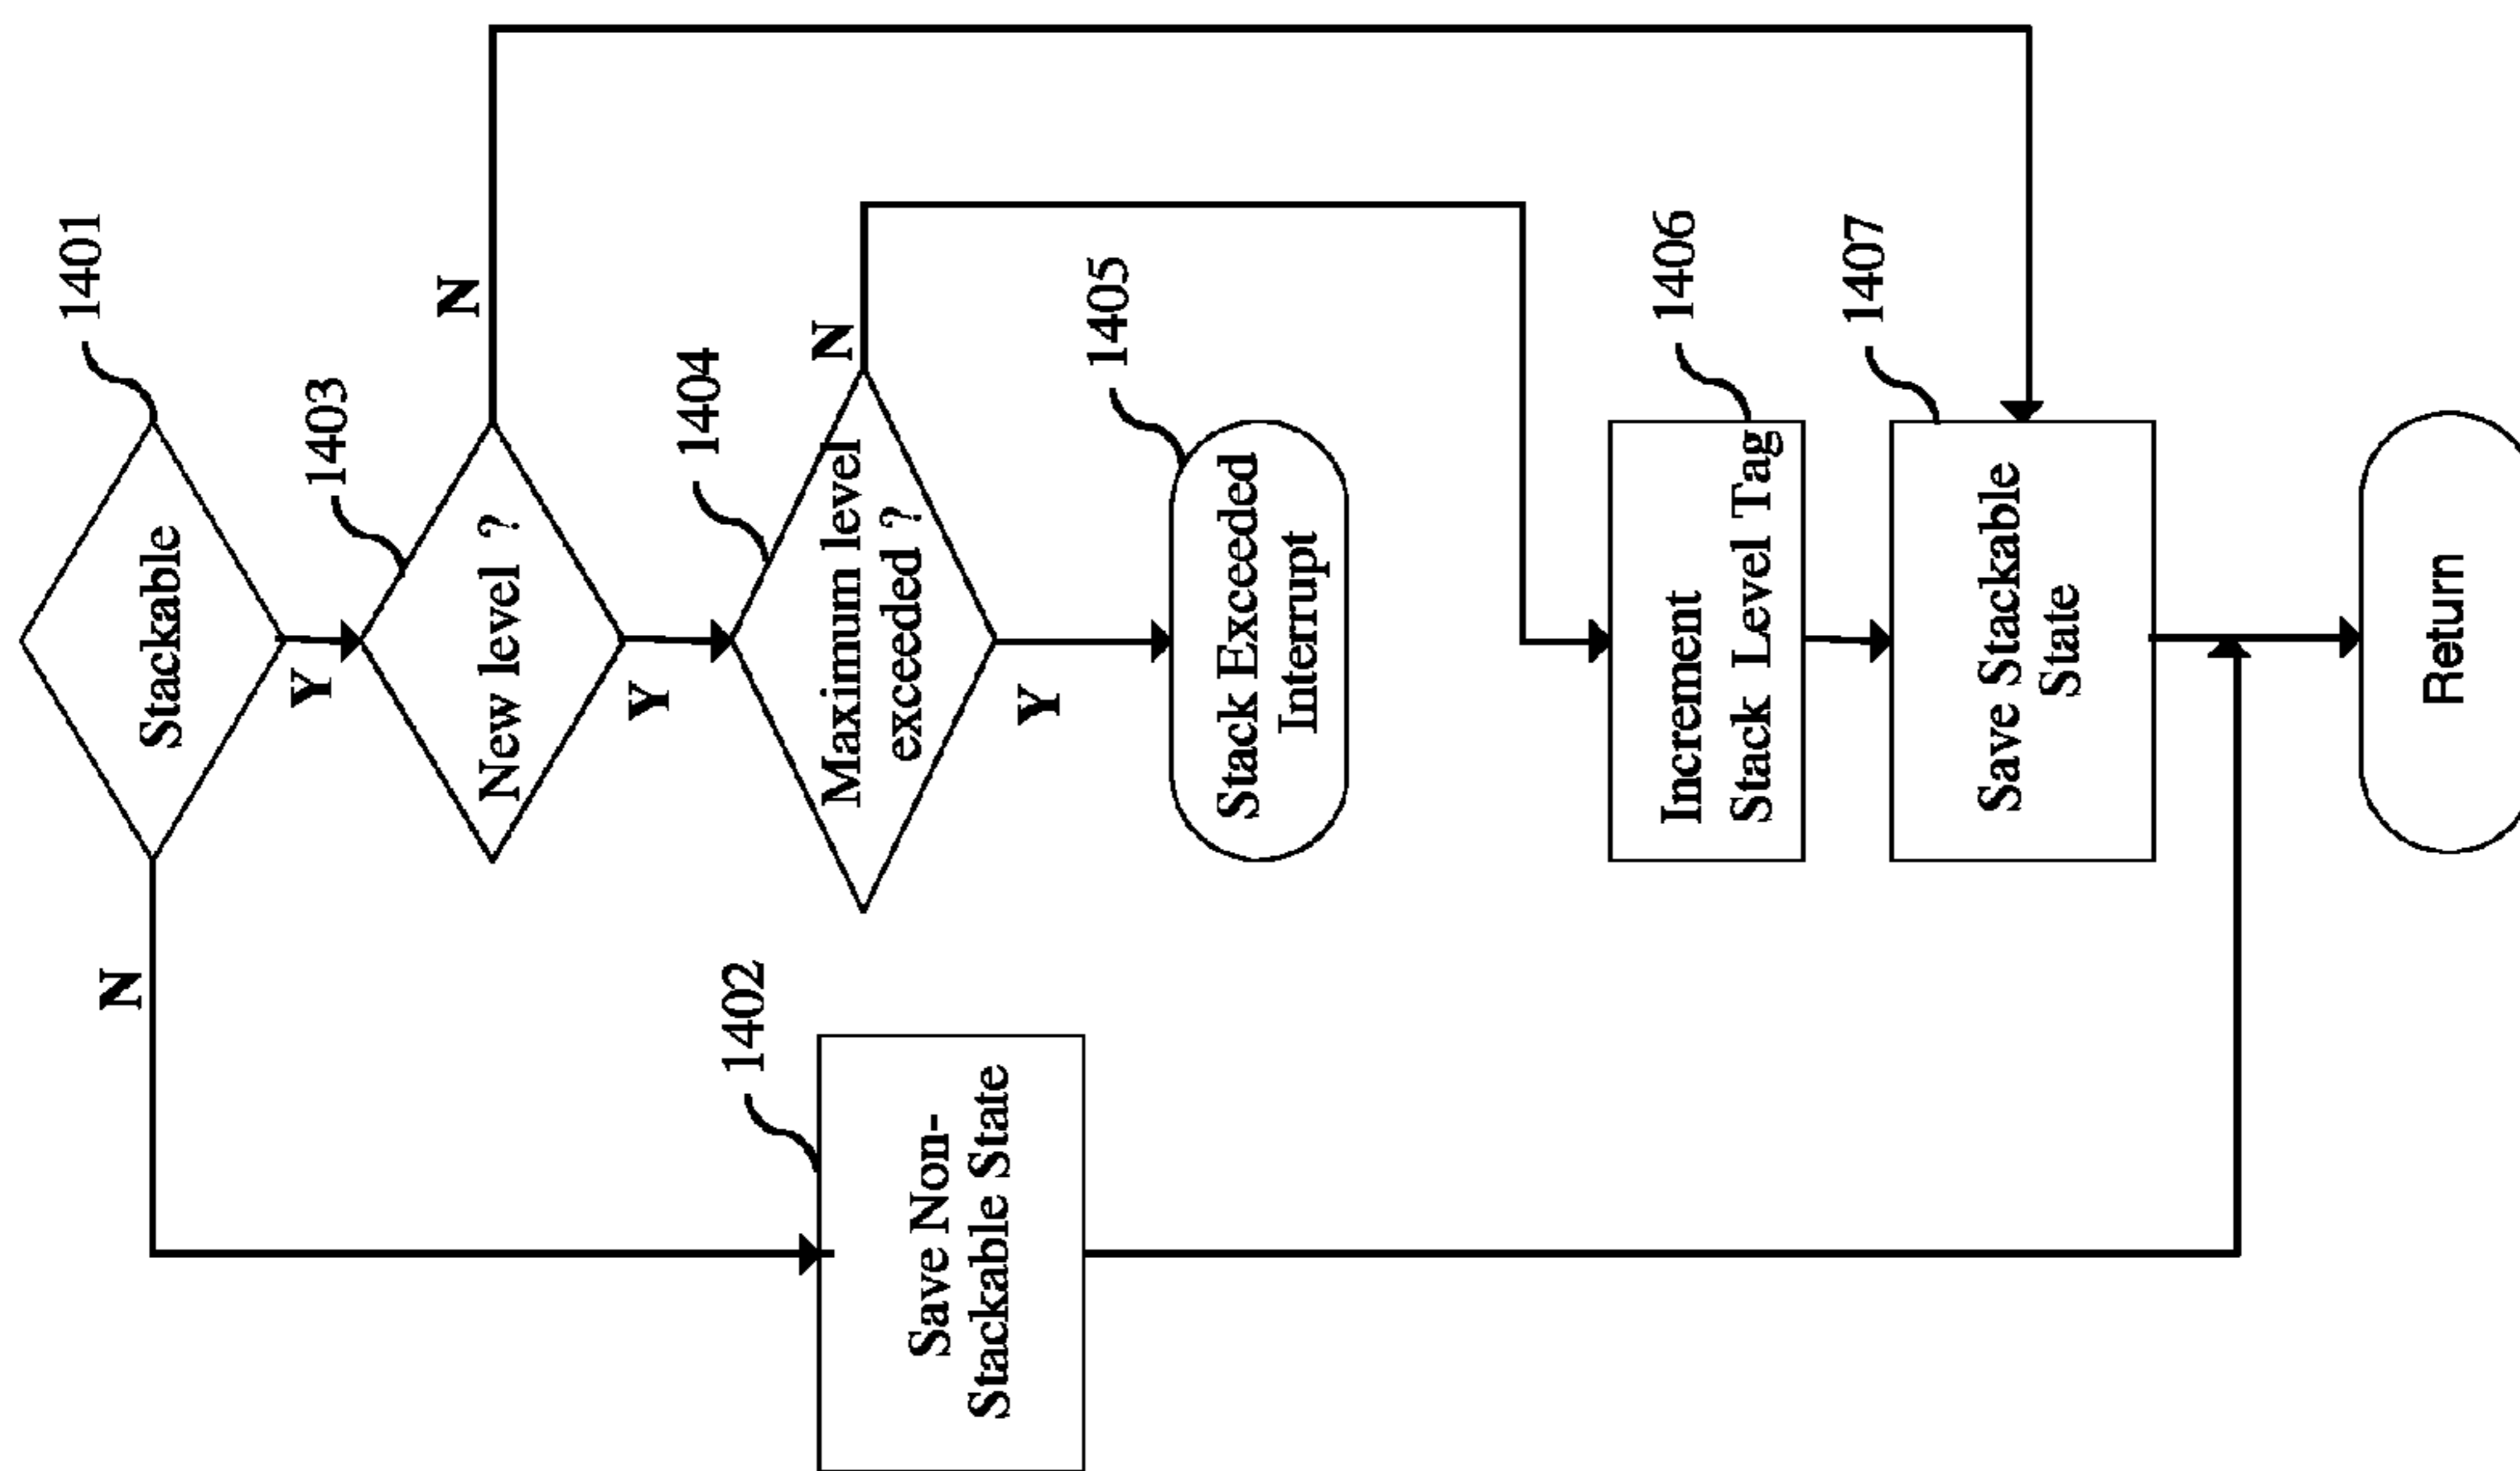 1401
Stackable
N
Y
1403
New level ?
N
Y
1404
Maximum level
exceeded ?
N
Y
1402
Save Non-
Stackable State
1405
Stack Exceeded
Interrupt
1406
Increment
Stack Level Tag
1407
Save Stackable
State
Return